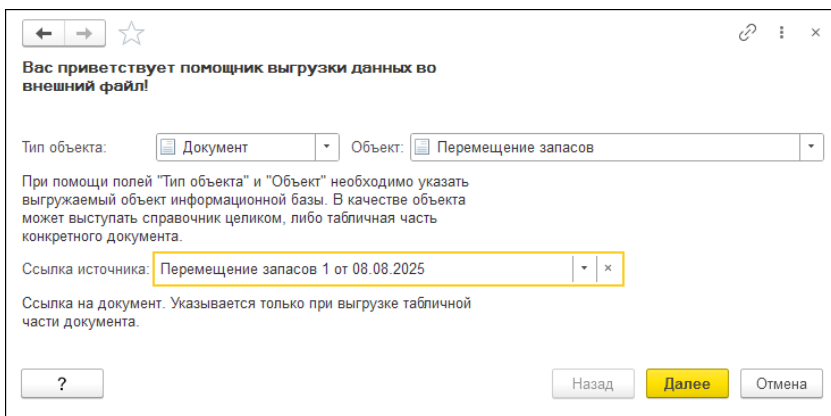 Вас приветствует помощник выгрузки данных во
внешний файл!
Тип объекта: Документ Объект: Перемещение запасов
При помощи полей "Тип объекта" и "Объект" необходимо указать
выгружаемый объект информационной базы. В качестве объекта
может выступать справочник целиком, либо табличная часть
конкретного документа.
Ссылка источника: Перемещение запасов 1 от 08.08.2025
Ссылка на документ. Указывается только при выгрузке табличной
части документа.
? Назад Далее Отмена